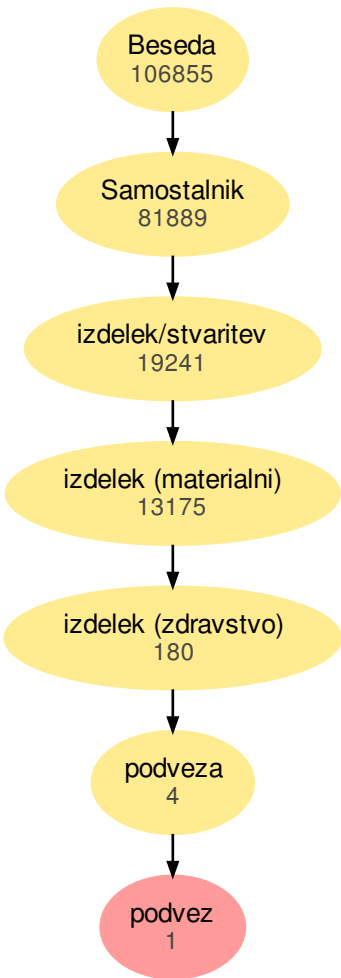 Beseda
106855
Samostalnik
81889
izdelek/stvaritev
19241
izdelek (materialni)
13175
izdelek (zdravstvo)
180
podveza
4
podvez
1